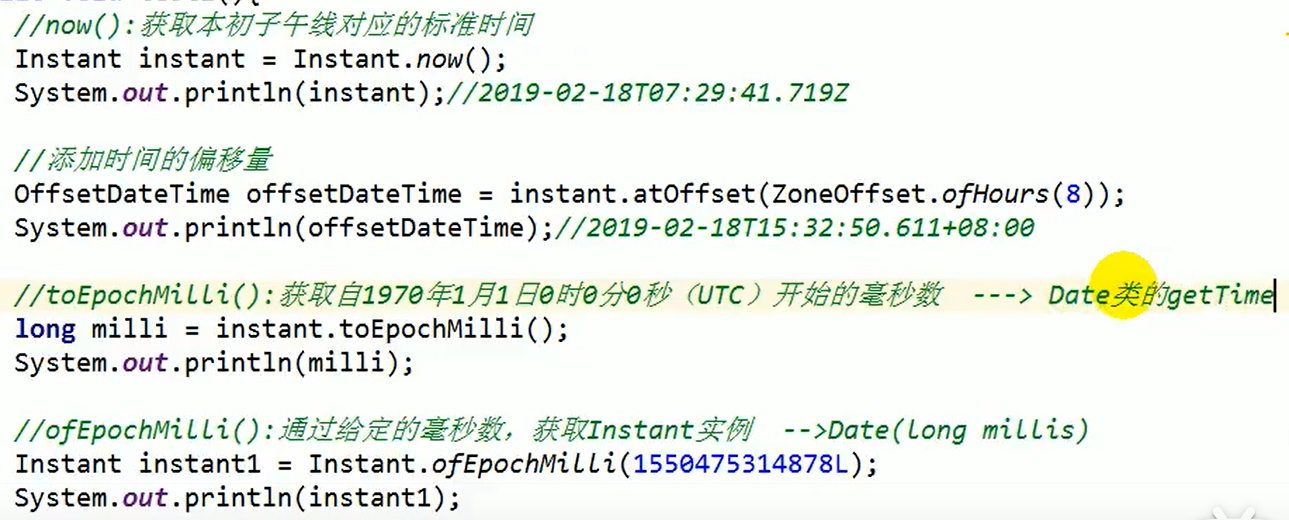 //now():获取本初子午线对应的标准时间
Instant instant = Instant.now();
System.out.println(instant);//2019-02-18T07:29:41.719Z
//添加时间的偏移量
OffsetDateTime offsetDateTime = instant.atOffset(ZoneOffset.ofHours(8));
System.out.println(offsetDateTime);//2019-02-18T15:32:50.611+08:00
//toEpochMilli():获取自1970年1月1日0时0分0秒（UTC）开始的毫秒数 ---> Date类的getTime
long milli = instant.toEpochMilli();
System.out.println(milli);
//ofEpochMilli():通过给定的毫秒数，获取Instant实例 -->Date(long millis)
Instant instant1 = Instant.ofEpochMilli(1550475314878L);
System.out.println(instant1);